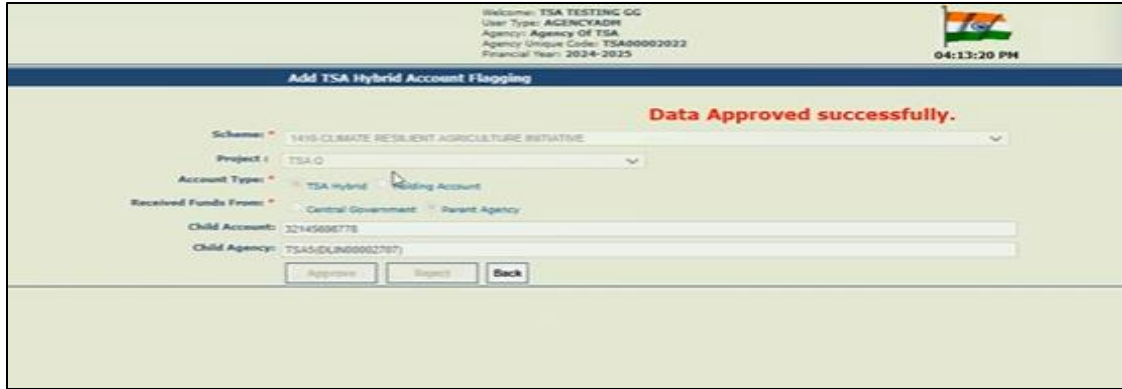 Welcome: TSA TESTING GG
User Type: AGENCYADM
Agency: Agency Of TSA
Agency Unique Code: TSA00002022
Financial Year: 2024-2025
04:13:20 PM
Add TSA Hybrid Account Flagging
Data Approved successfully.
Scheme: * 1410-CLIMATE RESILIENT AGRICULTURE INITIATIVE
Project : TSA
Account Type: * TSA Hybrid Holding Account
Received Funds From: * Central Government Parent Agency
Child Account: 32145698778
Child Agency: TSA5(DLIN00002707)
Approve Reject Back